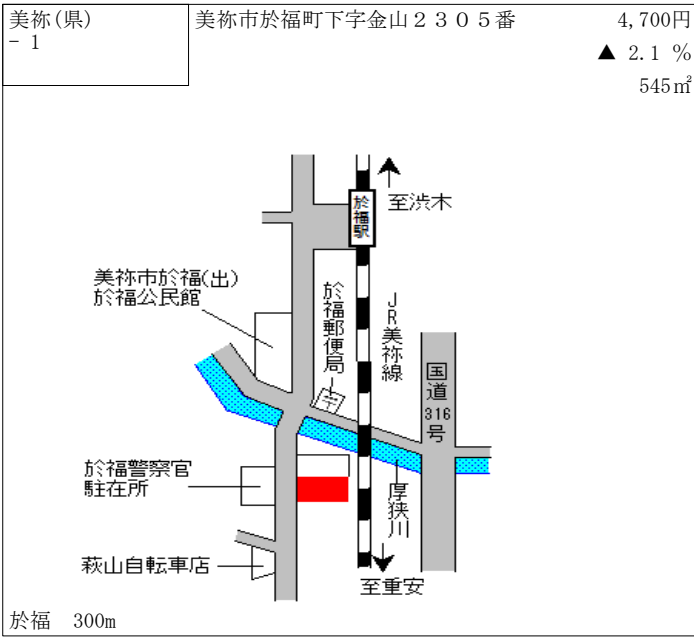 美祢(県)
－1
美祢市於福町下字金山２３０５番
4,700円
▲ 2.1 %
545㎡
至渋木
於福駅
美祢市於福(出)
於福公民館
於福郵便局
〒
ＪＲ美祢線
国道316号
於福警察官
駐在所
厚狭川
萩山自転車店
至重安
於福　300m